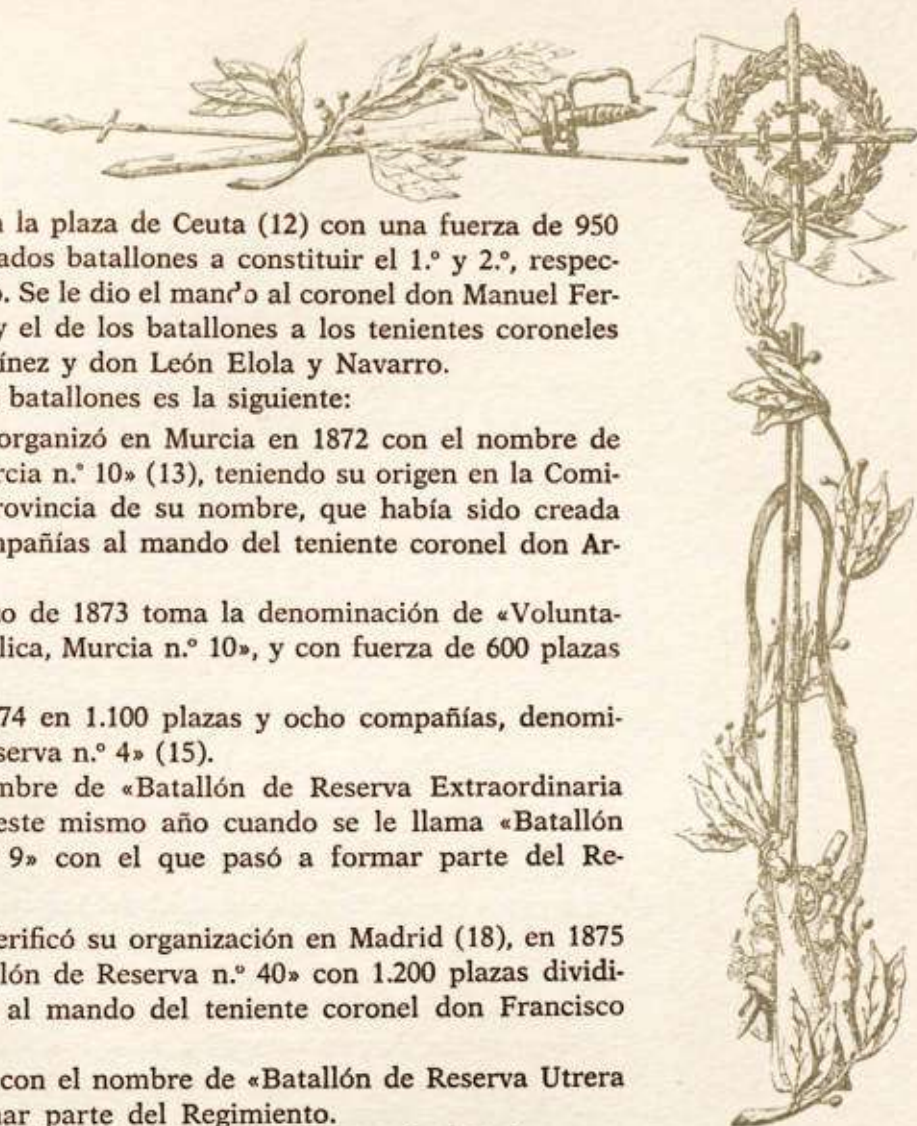 la plaza de Ceuta (12) con una fuerza de 950
ados batallones a constituir el 1.º y 2.º, respec-
o. Se le dio el mando al coronel don Manuel Fer-
y el de los batallones a los tenientes coroneles
ínez y don León Elola y Navarro.
batallones es la siguiente:
organizó en Murcia en 1872 con el nombre de
rcia n.º 10» (13), teniendo su origen en la Comi-
rovincia de su nombre, que había sido creada
mpañías al mando del teniente coronel don Ar-
o de 1873 toma la denominación de «Volunta-
lica, Murcia n.º 10», y con fuerza de 600 plazas
74 en 1.100 plazas y ocho compañías, denomi-
serva n.º 4» (15).
mbre de «Batallón de Reserva Extraordinaria
este mismo año cuando se le llama «Batallón
9» con el que pasó a formar parte del Re-
erificó su organización en Madrid (18), en 1875
llón de Reserva n.º 40» con 1.200 plazas dividi-
al mando del teniente coronel don Francisco
con el nombre de «Batallón de Reserva Utrera
mar parte del Regimiento.